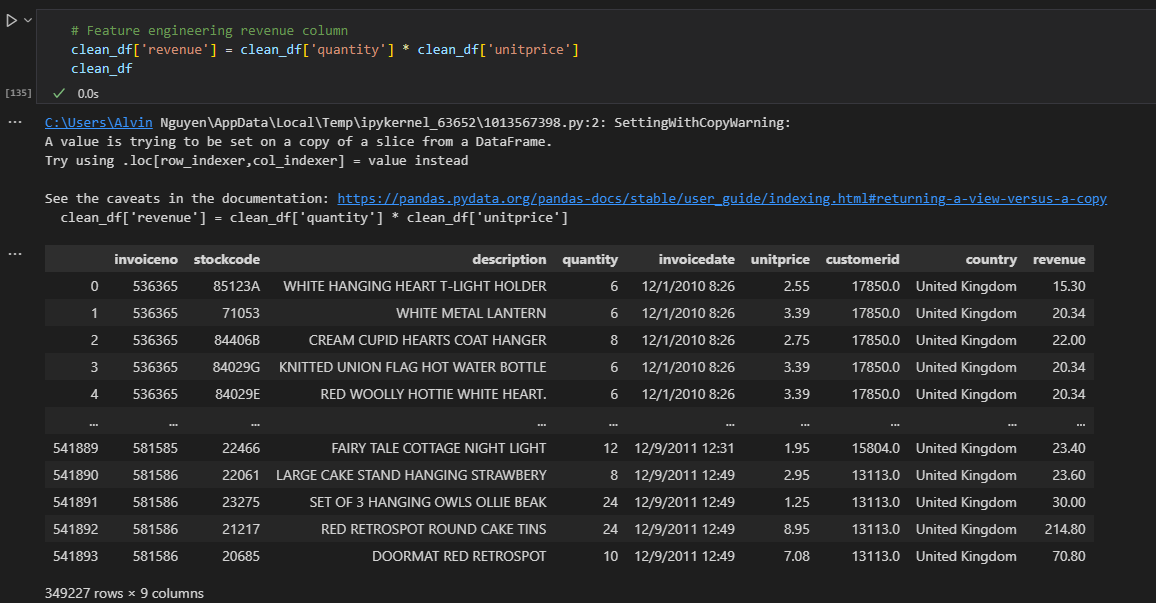 # Feature engineering revenue column
clean_df['revenue'] = clean_df['quantity'] * clean_df['unitprice']
clean_df
[135] 0.0s
... C:\Users\Alvin Nguyen\AppData\Local\Temp\ipykernel_63652\1013567398.py:2: SettingWithCopyWarning:
A value is trying to be set on a copy of a slice from a DataFrame.
Try using .loc[row_indexer,col_indexer] = value instead
See the caveats in the documentation: https://pandas.pydata.org/pandas-docs/stable/user_guide/indexing.html#returning-a-view-versus-a-copy
clean_df['revenue'] = clean_df['quantity'] * clean_df['unitprice']
...
invoiceno stockcode description quantity invoicedate unitprice customerid country revenue
0 536365 85123A WHITE HANGING HEART T-LIGHT HOLDER 6 12/1/2010 8:26 2.55 17850.0 United Kingdom 15.30
1 536365 71053 WHITE METAL LANTERN 6 12/1/2010 8:26 3.39 17850.0 United Kingdom 20.34
2 536365 84406B CREAM CUPID HEARTS COAT HANGER 8 12/1/2010 8:26 2.75 17850.0 United Kingdom 22.00
3 536365 84029G KNITTED UNION FLAG HOT WATER BOTTLE 6 12/1/2010 8:26 3.39 17850.0 United Kingdom 20.34
4 536365 84029E RED WOOLLY HOTTIE WHITE HEART. 6 12/1/2010 8:26 3.39 17850.0 United Kingdom 20.34
... ... ... ... ... ... ... ... ... ...
541889 581585 22466 FAIRY TALE COTTAGE NIGHT LIGHT 12 12/9/2011 12:31 1.95 15804.0 United Kingdom 23.40
541890 581586 22061 LARGE CAKE STAND HANGING STRAWBERY 8 12/9/2011 12:49 2.95 13113.0 United Kingdom 23.60
541891 581586 23275 SET OF 3 HANGING OWLS OLLIE BEAK 24 12/9/2011 12:49 1.25 13113.0 United Kingdom 30.00
541892 581586 21217 RED RETROSPOT ROUND CAKE TINS 24 12/9/2011 12:49 8.95 13113.0 United Kingdom 214.80
541893 581586 20685 DOORMAT RED RETROSPOT 10 12/9/2011 12:49 7.08 13113.0 United Kingdom 70.80
349227 rows × 9 columns